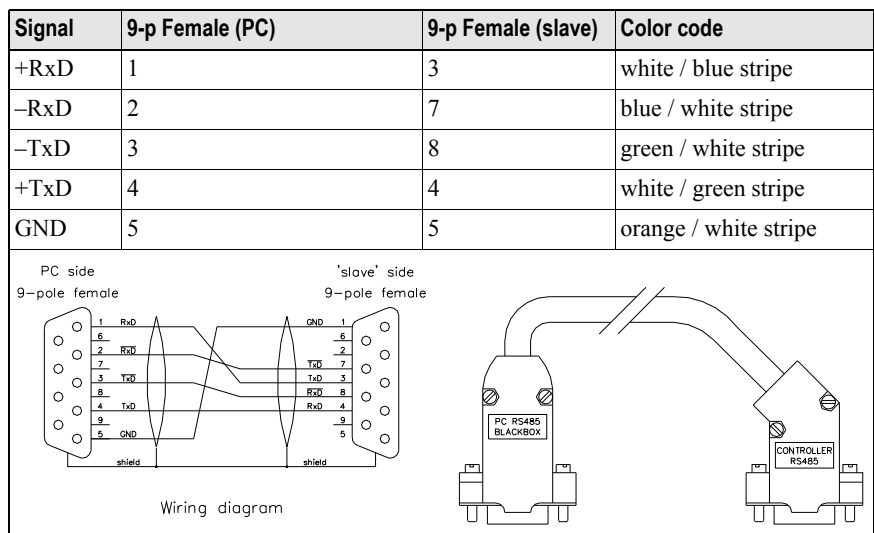 Signal 9-p Female (PC) 9-p Female (slave) Color code
+RxD 1 3 white / blue stripe
–RxD 2 7 blue / white stripe
–TxD 3 8 green / white stripe
+TxD 4 4 white / green stripe
GND 5 5 orange / white stripe
PC side
9-pole female
'slave' side
9-pole female
1 RxD
6
2 RxD
7
3 TxD
8
4 TxD
9
5 GND
shield
GND 1
6
2
TxD 7
TxD 3
RxD 8
RxD 4
9
5
shield
Wiring diagram
PC RS485
BLACKBOX
CONTROLLER
RS485